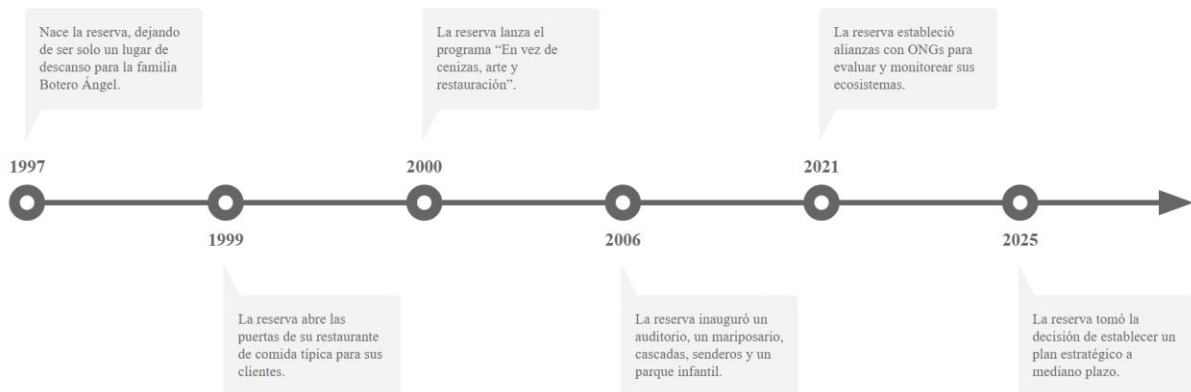 Nace la reserva, dejando
de ser solo un lugar de
descanso para la familia
Botero Ángel.
La reserva lanza el
programa “En vez de
cenizas, arte y
restauración”.
La reserva estableció
alianzas con ONGs para
evaluar y monitorear sus
ecosistemas.
1997
2000
2021
1999
2006
2025
La reserva abre las
puertas de su restaurante
de comida típica para sus
clientes.
La reserva inauguró un
auditorio, un mariposario,
cascadas, senderos y un
parque infantil.
La reserva tomó la
decisión de establecer un
plan estratégico a
mediano plazo.